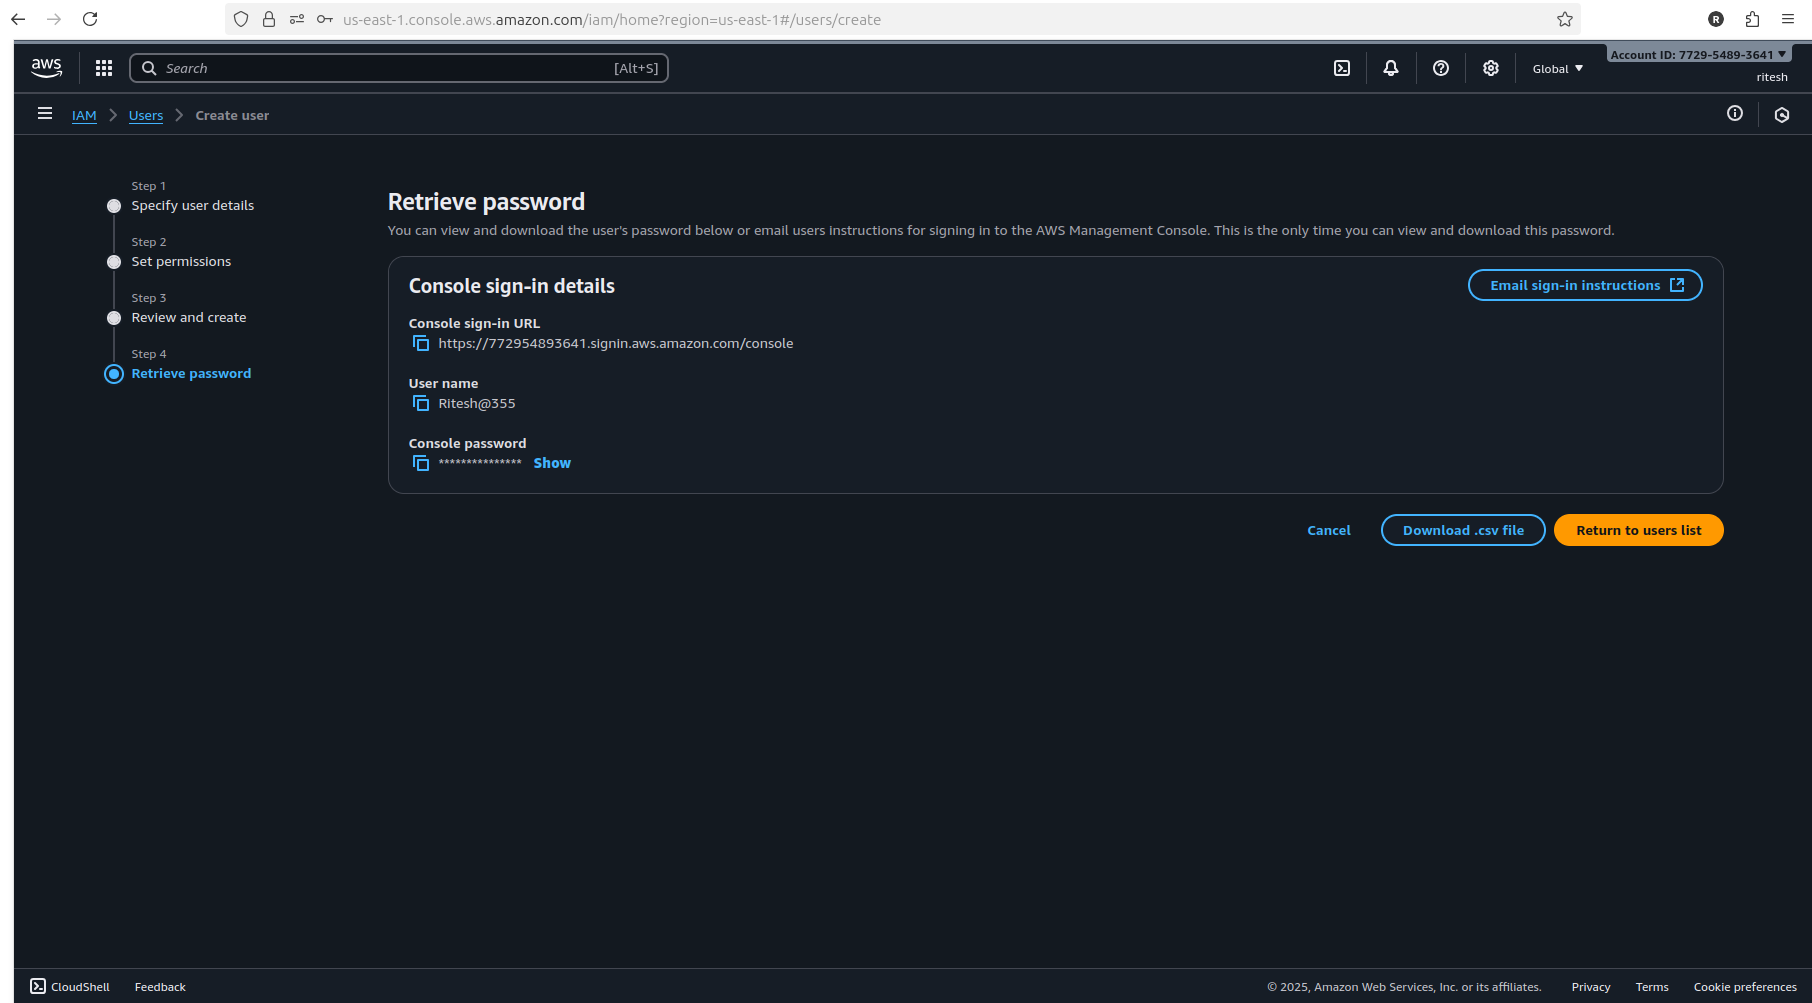 us-east-1.console.aws.amazon.com/iam/home?region=us-east-1#/users/create
R
aws
Search
[Alt+S]
Global
Account ID: 7729-5489-3641
ritesh
IAM
Users
Create user
Step 1
Specify user details
Step 2
Set permissions
Step 3
Review and create
Step 4
Retrieve password
Retrieve password
You can view and download the user's password below or email users instructions for signing in to the AWS Management Console. This is the only time you can view and download this password.
Console sign-in details
Email sign-in instructions
Console sign-in URL
https://772954893641.signin.aws.amazon.com/console
User name
Ritesh@355
Console password
*************** Show
Cancel
Download .csv file
Return to users list
CloudShell
Feedback
© 2025, Amazon Web Services, Inc. or its affiliates.
Privacy
Terms
Cookie preferences